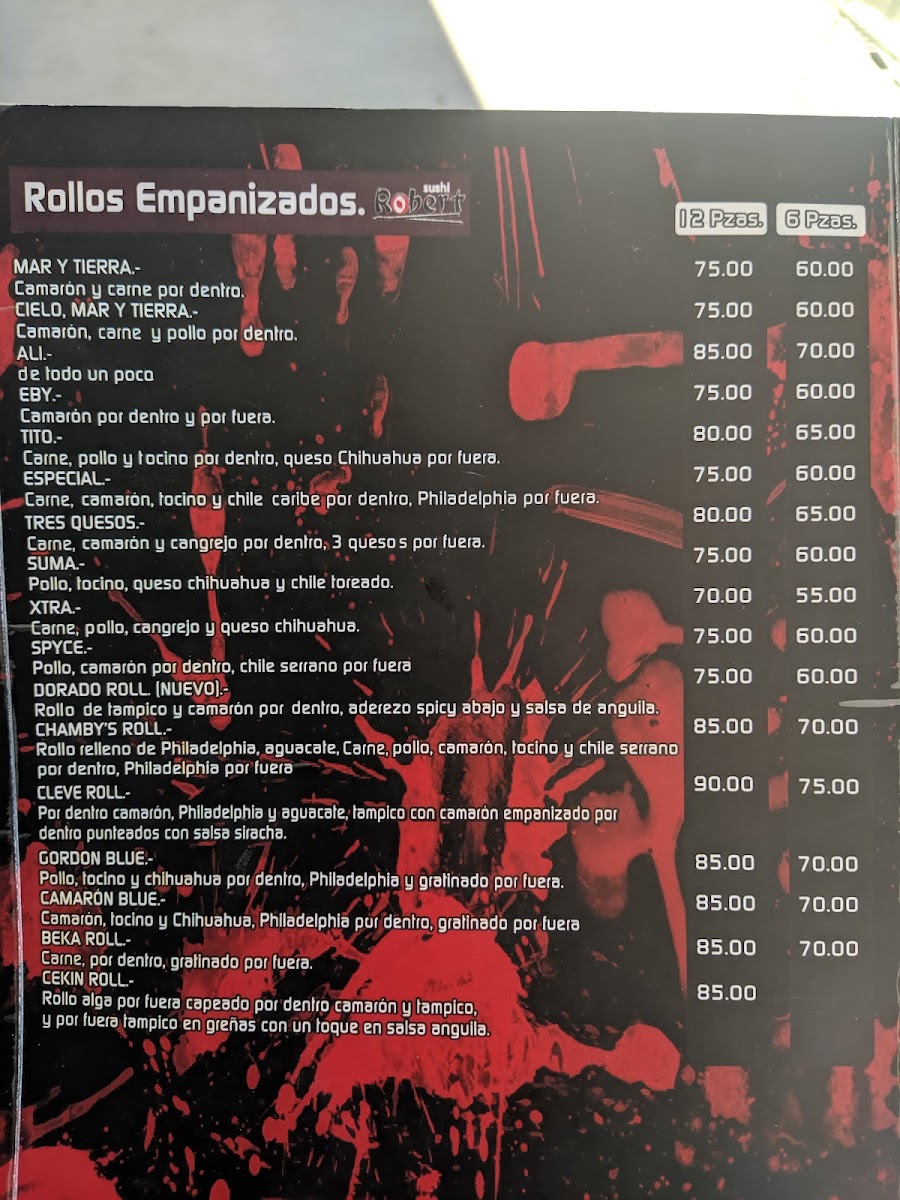 Rollos Empanizados. sushi Robert
12 Pzas. 6 Pzas.
MAR Y TIERRA.- 75.00 60.00
Camarón y carne por dentro.
CIELO, MAR Y TIERRA.- 75.00 60.00
Camarón, carne y pollo por dentro.
ALI.- 85.00 70.00
de todo un poco
EBY.- 75.00 60.00
Camarón por dentro y por fuera.
TITO.- 80.00 65.00
Carne, pollo y tocino por dentro, queso Chihuahua por fuera.
ESPECIAL.- 75.00 60.00
Carne, camarón, tocino y chile caribe por dentro, Philadelphia por fuera.
TRES QUESOS.- 80.00 65.00
Carne, camarón y cangrejo por dentro, 3 quesos por fuera.
SUMA.- 75.00 60.00
Pollo, tocino, queso chihuahua y chile toreado.
XTRA.- 70.00 55.00
Carne, pollo, cangrejo y queso chihuahua.
SPYCE.- 75.00 60.00
Pollo, camarón por dentro, chile serrano por fuera
DORADO ROLL. (NUEVO).- 75.00 60.00
Rollo de tampico y camarón por dentro, aderezo spicy abajo y salsa de anguila.
CHAMBY'S ROLL.- 85.00 70.00
Rollo relleno de Philadelphia, aguacate, Carne, pollo, camarón, tocino y chile serrano
por dentro, Philadelphia por fuera
CLEVE ROLL.- 90.00 75.00
Por dentro camarón, Philadelphia y aguacate, tampico con camarón empanizado por
dentro punteados con salsa siracha.
GORDON BLUE.- 85.00 70.00
Pollo, tocino y chihuahua por dentro, Philadelphia y gratinado por fuera.
CAMARÓN BLUE.- 85.00 70.00
Camarón, tocino y Chihuahua, Philadelphia por dentro, gratinado por fuera
BEKA ROLL.- 85.00 70.00
Carne, por dentro, gratinado por fuera.
CEKIN ROLL.- 85.00
Rollo alga por fuera capeado por dentro camarón y tampico,
y por fuera tampico en greñas con un toque en salsa anguila.